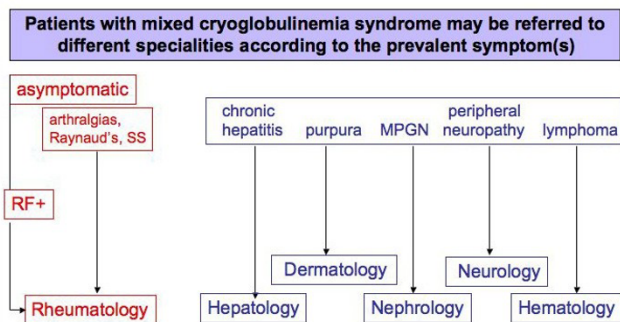 Patients with mixed cryoglobulinemia syndrome may be referred to
different specialities according to the prevalent symptom(s)
asymptomatic
arthralgias,
Raynaud's, SS
RF+
Rheumatology
chronic
hepatitis
purpura
MPGN
peripheral
neuropathy
lymphoma
Dermatology
Neurology
Hepatology
Nephrology
Hematology